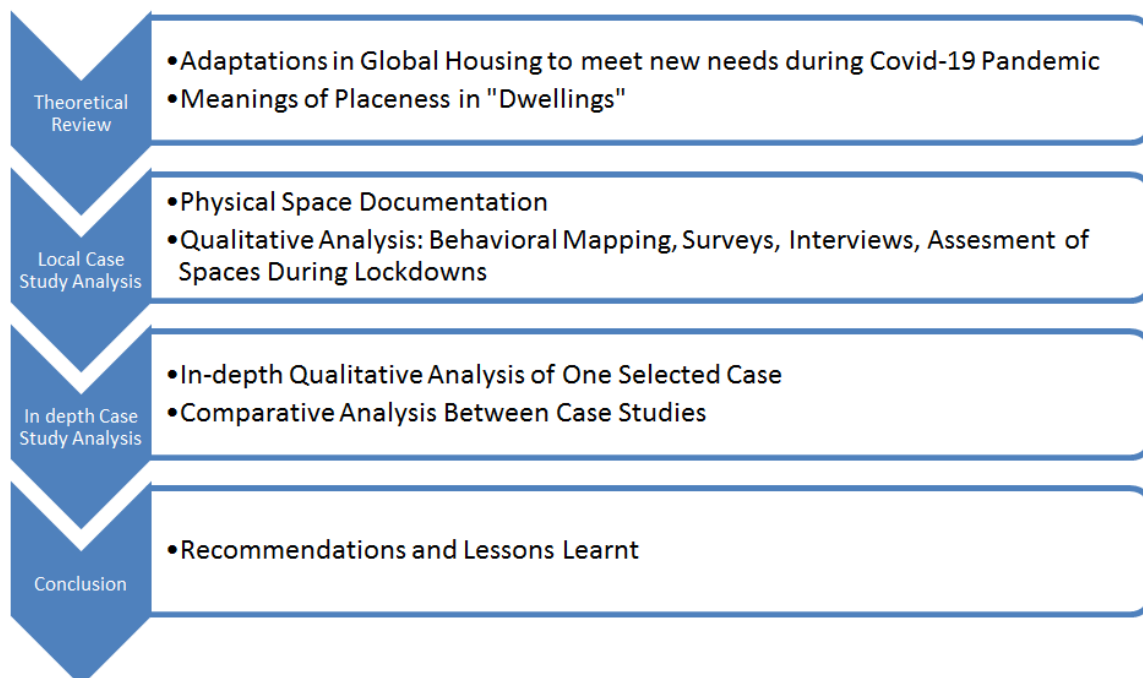 Theoretical
Review
•Adaptations in Global Housing to meet new needs during Covid-19 Pandemic
•Meanings of Placeness in "Dwellings"
Local Case
Study Analysis
•Physical Space Documentation
•Qualitative Analysis: Behavioral Mapping, Surveys, Interviews, Assesment of
Spaces During Lockdowns
In depth Case
Study Analysis
•In-depth Qualitative Analysis of One Selected Case
•Comparative Analysis Between Case Studies
Conclusion
•Recommendations and Lessons Learnt